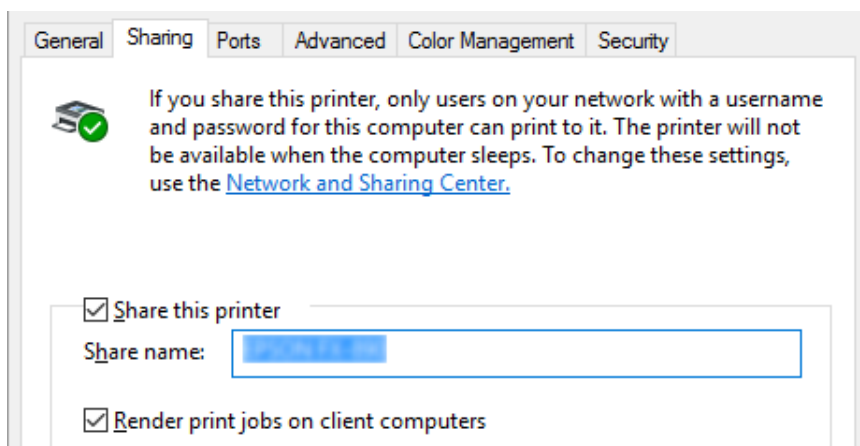 General Sharing Ports Advanced Color Management Security
If you share this printer, only users on your network with a username
and password for this computer can print to it. The printer will not
be available when the computer sleeps. To change these settings,
use the Network and Sharing Center.
Share this printer
Share name:
Render print jobs on client computers